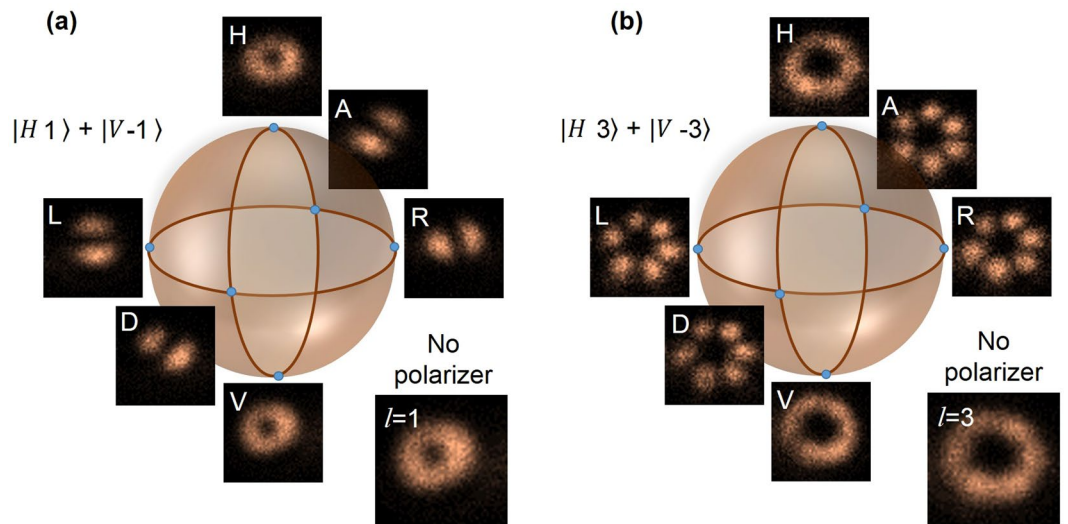 (a)
H
A
|H 1⟩ + |V-1⟩
L
R
D
V
No
polarizer
l=1
(b)
H
A
|H 3⟩ + |V -3⟩
L
R
D
V
No
polarizer
l=3